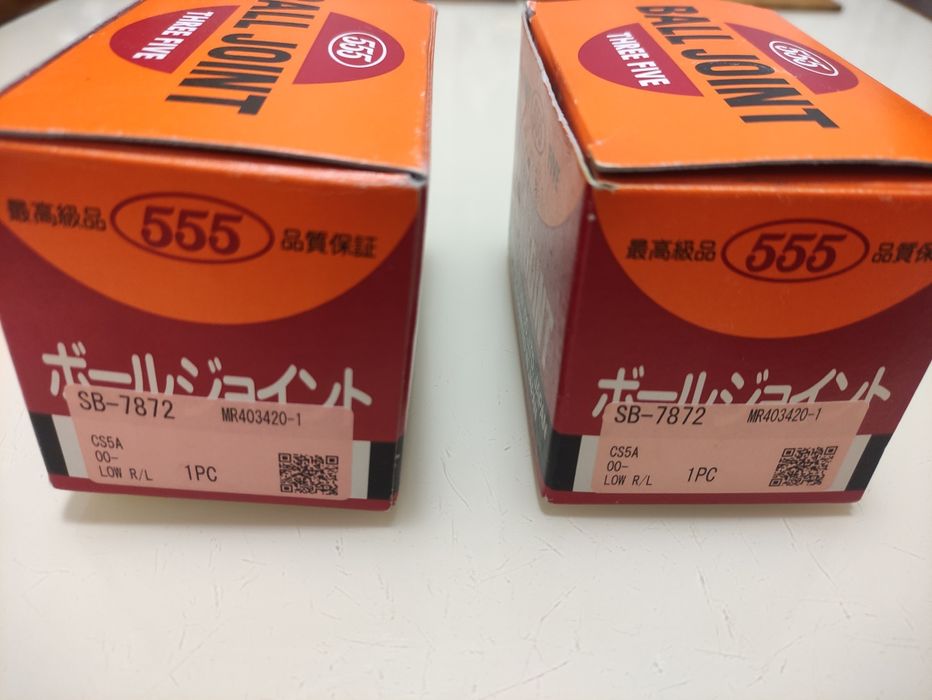 BALL JOINT
THREE FIVE
555
最高級品 555 品質保証
ボールジョイント
SB-7872 MR403420-1
CS5A
00-
LOW R/L 1PC
BALL JOINT
THREE FIVE
555
最高級品 555 品質保
ボールジョイント
SB-7872 MR403420-1
CS5A
00-
LOW R/L 1PC